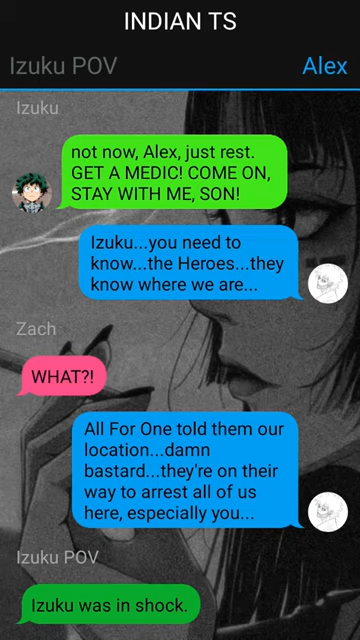 INDIAN TS
Izuku POV
Alex
Izuku
not now, Alex, just rest.
GET A MEDIC! COME ON,
STAY WITH ME, SON!
Izuku...you need to
know...the Heroes...they
know where we are...
Zach
WHAT?!
All For One told them our
location...damn
bastard...they're on their
way to arrest all of us
here, especially you...
Izuku POV
Izuku was in shock.